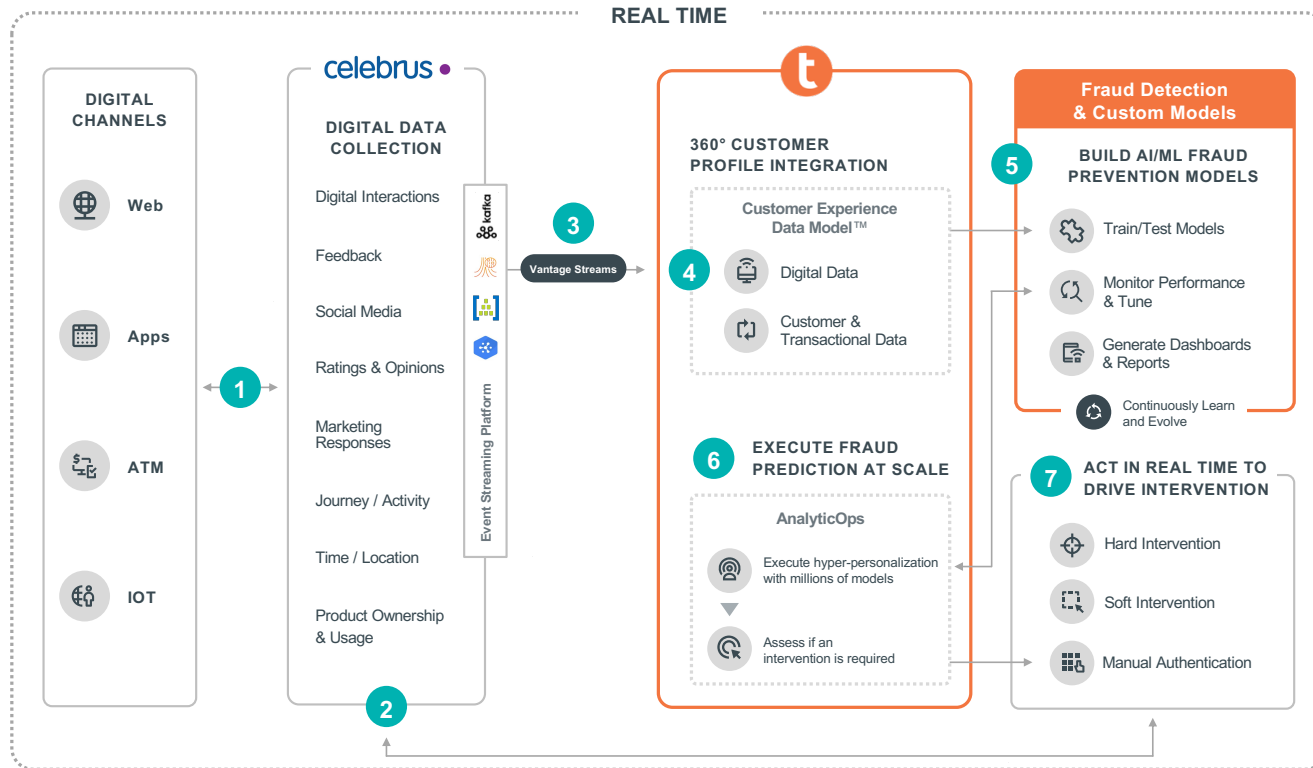 REAL TIME
DIGITAL
CHANNELS
Web
Apps
ATM
IOT
1
celebrus
DIGITAL DATA
COLLECTION
Digital Interactions
Feedback
Social Media
Ratings & Opinions
Marketing
Responses
Journey / Activity
Time / Location
Product Ownership
& Usage
2
kafka
Event Streaming Platform
3
Vantage Streams
t
360° CUSTOMER
PROFILE INTEGRATION
Customer Experience
Data Model™
4
Digital Data
Customer &
Transactional Data
6
EXECUTE FRAUD
PREDICTION AT SCALE
AnalyticOps
Execute hyper-personalization
with millions of models
Assess if an
intervention is required
Fraud Detection
& Custom Models
5
BUILD AI/ML FRAUD
PREVENTION MODELS
Train/Test Models
Monitor Performance
& Tune
Generate Dashboards
& Reports
Continuously Learn
and Evolve
7
ACT IN REAL TIME TO
DRIVE INTERVENTION
Hard Intervention
Soft Intervention
Manual Authentication